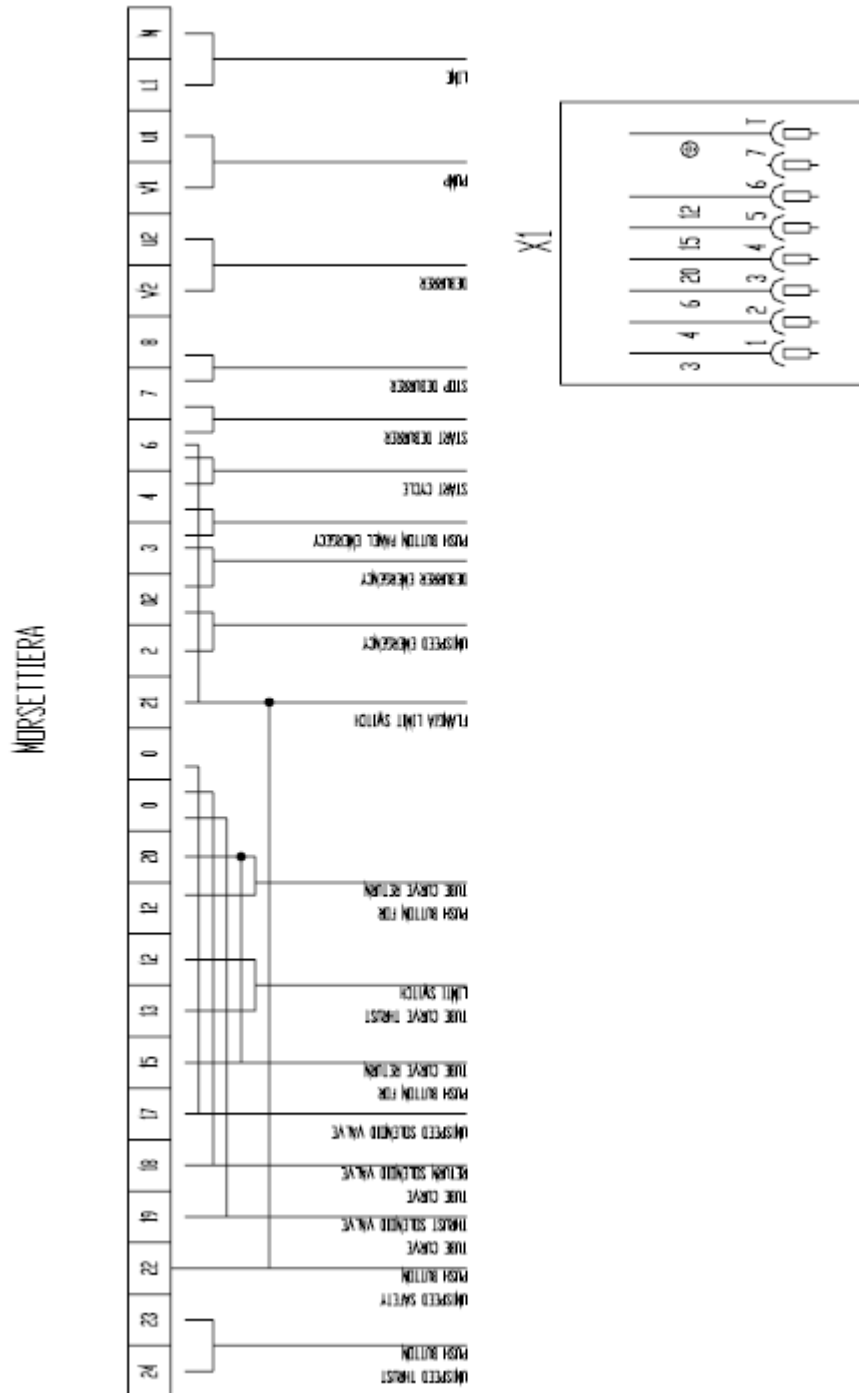 MORSETTIERA
N
L1
U1
V1
U2
V2
8
7
6
4
3
02
2
21
0
0
20
12
12
13
15
17
18
19
22
23
24
LINE
PUMP
DEBURRER
STOP DEBURRER
START DEBURRER
START CYCLE
PUSH BUTTON PANEL EMERGECY
DEBURRER EMERGENCY
UNISPEED EMERGENCY
FLANGIA LIMIT SWITCH
PUSH BUTTON FOR
TUBE CURVE RETURN
TUBE CURVE THRUST
LIMIT SWITCH
PUSH BUTTON FOR
TUBE CURVE RETURN
UNISPEED SOLENOID VALVE
TUBE CURVE
RETURN SOLENOID VALVE
TUBE CURVE
THRUST SOLENOID VALVE
UNISPEED SAFETY
PUSH BUTTON
UNISPEED THRUST
PUSH BUTTON
X1
T
7
6
12
5
15
4
20
3
6
2
4
1
3